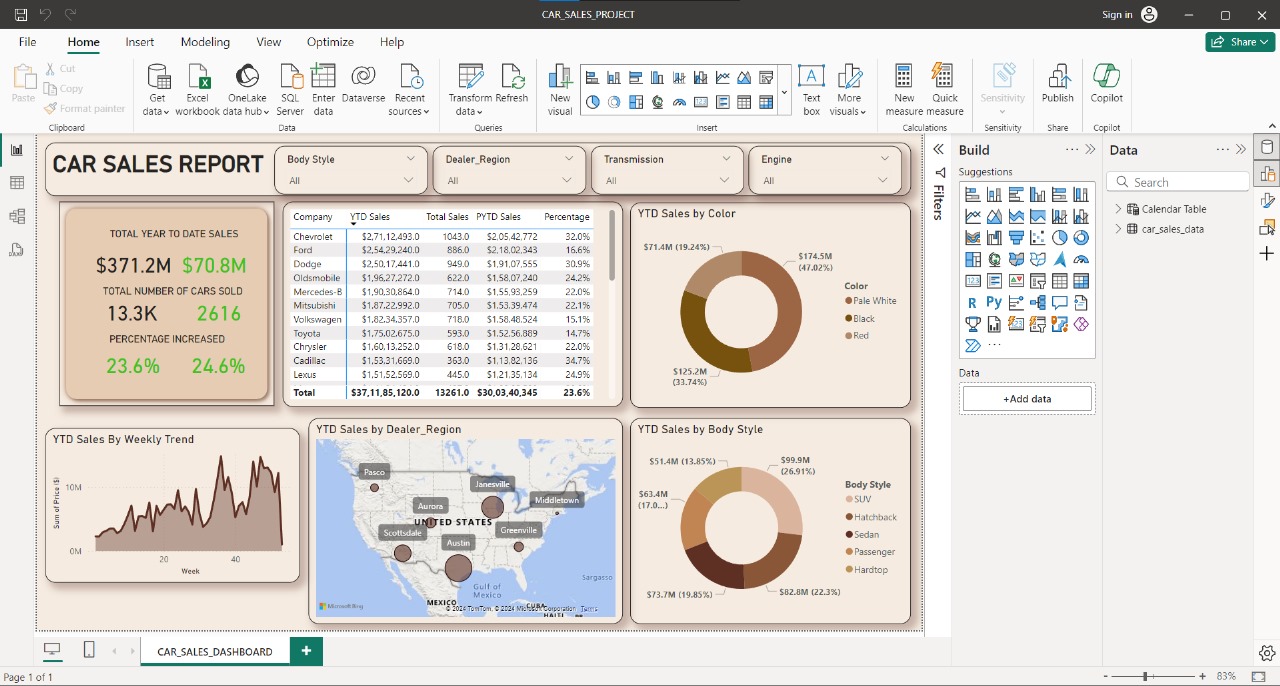 CAR_SALES_PROJECT
Sign in
File Home Insert Modeling View Optimize Help
Share
Paste
Cut
Copy
Format painter
Clipboard
Get data
Excel workbook
OneLake data hub
SQL Server
Enter data
Dataverse
Recent sources
Data
Transform data
Refresh
Queries
New visual
Text box
More visuals
Insert
New measure
Quick measure
Calculations
Sensitivity
Sensitivity
Publish
Share
Copilot
Copilot
CAR SALES REPORT
Body Style
All
Dealer_Region
All
Transmission
All
Engine
All
TOTAL YEAR TO DATE SALES
$371.2M $70.8M
TOTAL NUMBER OF CARS SOLD
13.3K 2616
PERCENTAGE INCREASED
23.6% 24.6%
Company YTD Sales Total Sales PYTD Sales Percentage
Chevrolet $2,71,12,493.0 1043.0 $2,05,42,772 32.0%
Ford $2,54,29,240.0 886.0 $2,18,02,343 16.6%
Dodge $2,50,17,441.0 949.0 $1,91,07,555 30.9%
Oldsmobile $1,96,37,272.0 622.0 $1,58,07,240 24.2%
Mercedes-B $1,90,30,864.0 714.0 $1,55,93,259 22.0%
Mitsubishi $1,87,22,992.0 705.0 $1,53,39,474 22.1%
Volkswagen $1,82,34,357.0 718.0 $1,58,48,524 15.1%
Toyota $1,75,02,675.0 593.0 $1,52,56,889 14.7%
Chrysler $1,60,13,252.0 618.0 $1,31,28,621 22.0%
Cadillac $1,53,31,669.0 363.0 $1,13,82,136 34.7%
Lexus $1,51,52,569.0 445.0 $1,21,35,134 24.9%
Total $37,11,85,120.0 13261.0 $30,03,40,345 23.6%
YTD Sales by Color
$71.4M (19.24%)
$174.5M
(47.02%)
$125.2M
(33.74%)
Color
Pale White
Black
Red
YTD Sales By Weekly Trend
Sum of Price ($)
10M
0M
20 40
Week
YTD Sales by Dealer_Region
Pasco
Janesville
Aurora
Middletown
UNITED STATES
Scottsdale
Greenville
Austin
Sargasso
Gulf of
Mexico
MEXICO
CUBA
HAITI
Microsoft Bing
© 2024 TomTom, © 2024 Microsoft Corporation Terms
YTD Sales by Body Style
$51.4M (13.85%)
$99.9M
(26.91%)
$63.4M
(17.0...)
$73.7M (19.85%)
$82.8M (22.3%)
Body Style
SUV
Hatchback
Sedan
Passenger
Hardtop
Filters
Build
Suggestions
R Py
Data
+Add data
Data
Search
Calendar Table
car_sales_data
CAR_SALES_DASHBOARD
Page 1 of 1
83%